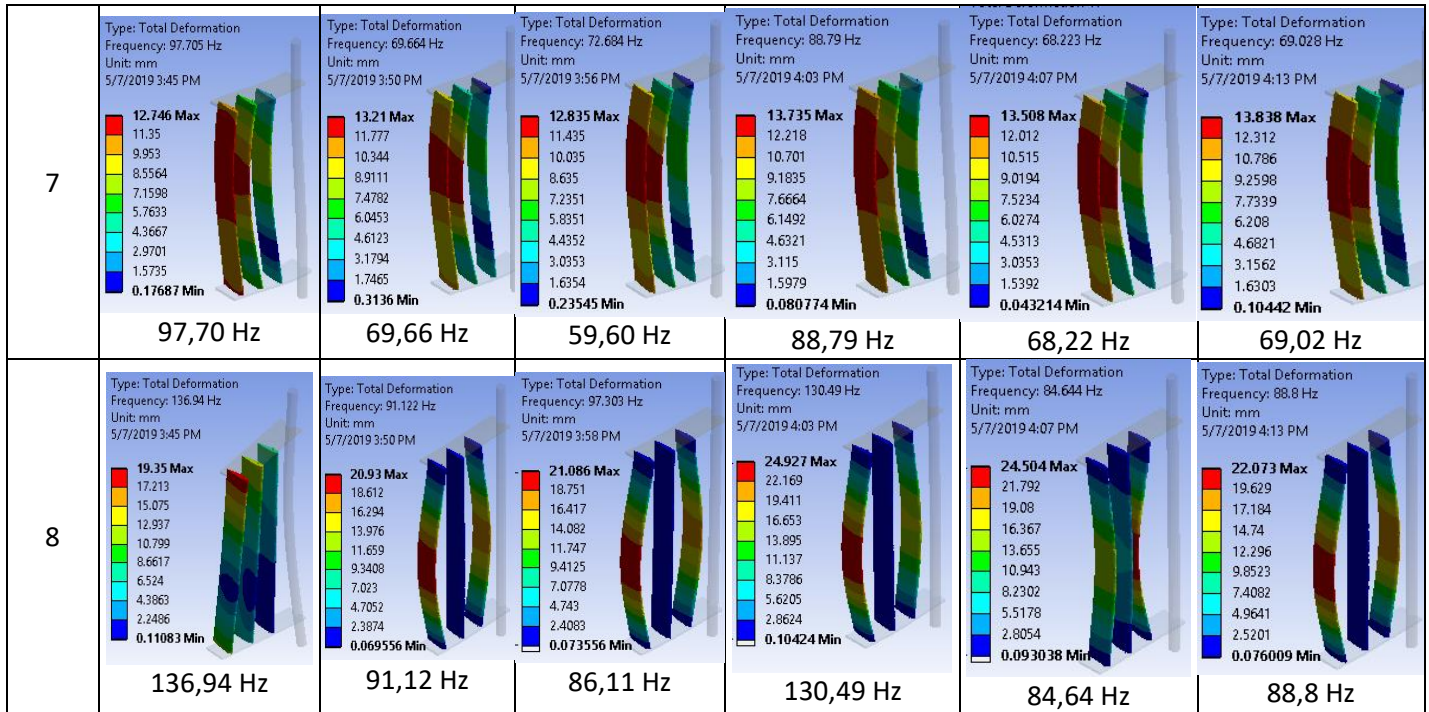 7
Type: Total Deformation
Frequency: 97.705 Hz
Unit: mm
5/7/2019 3:45 PM
12.746 Max
11.35
9.953
8.5564
7.1598
5.7633
4.3667
2.9701
1.5735
0.17687 Min
97,70 Hz
Type: Total Deformation
Frequency: 69.664 Hz
Unit: mm
5/7/2019 3:50 PM
13.21 Max
11.777
10.344
8.9111
7.4782
6.0453
4.6123
3.1794
1.7465
0.3136 Min
69,66 Hz
Type: Total Deformation
Frequency: 72.684 Hz
Unit: mm
5/7/2019 3:56 PM
12.835 Max
11.435
10.035
8.635
7.2351
5.8351
4.4352
3.0353
1.6354
0.23545 Min
59,60 Hz
Type: Total Deformation
Frequency: 88.79 Hz
Unit: mm
5/7/2019 4:03 PM
13.735 Max
12.218
10.701
9.1835
7.6664
6.1492
4.6321
3.115
1.5979
0.080774 Min
88,79 Hz
Type: Total Deformation
Frequency: 68.223 Hz
Unit: mm
5/7/2019 4:07 PM
13.508 Max
12.012
10.515
9.0194
7.5234
6.0274
4.5313
3.0353
1.5392
0.043214 Min
68,22 Hz
Type: Total Deformation
Frequency: 69.028 Hz
Unit: mm
5/7/2019 4:13 PM
13.838 Max
12.312
10.786
9.2598
7.7339
6.208
4.6821
3.1562
1.6303
0.10442 Min
69,02 Hz
8
Type: Total Deformation
Frequency: 136.94 Hz
Unit: mm
5/7/2019 3:45 PM
19.35 Max
17.213
15.075
12.937
10.799
8.6617
6.524
4.3863
2.2486
0.11083 Min
136,94 Hz
Type: Total Deformation
Frequency: 91.122 Hz
Unit: mm
5/7/2019 3:50 PM
20.93 Max
18.612
16.294
13.976
11.659
9.3408
7.023
4.7052
2.3874
0.069556 Min
91,12 Hz
Type: Total Deformation
Frequency: 97.303 Hz
Unit: mm
5/7/2019 3:58 PM
21.086 Max
18.751
16.417
14.082
11.747
9.4125
7.0778
4.743
2.4083
0.073556 Min
86,11 Hz
Type: Total Deformation
Frequency: 130.49 Hz
Unit: mm
5/7/2019 4:03 PM
24.927 Max
22.169
19.411
16.653
13.895
11.137
8.3786
5.6205
2.8624
0.10424 Min
130,49 Hz
Type: Total Deformation
Frequency: 84.644 Hz
Unit: mm
5/7/2019 4:07 PM
24.504 Max
21.792
19.08
16.367
13.655
10.943
8.2302
5.5178
2.8054
0.093038 Min
84,64 Hz
Type: Total Deformation
Frequency: 88.8 Hz
Unit: mm
5/7/2019 4:13 PM
22.073 Max
19.629
17.184
14.74
12.296
9.8523
7.4082
4.9641
2.5201
0.076009 Min
88,8 Hz